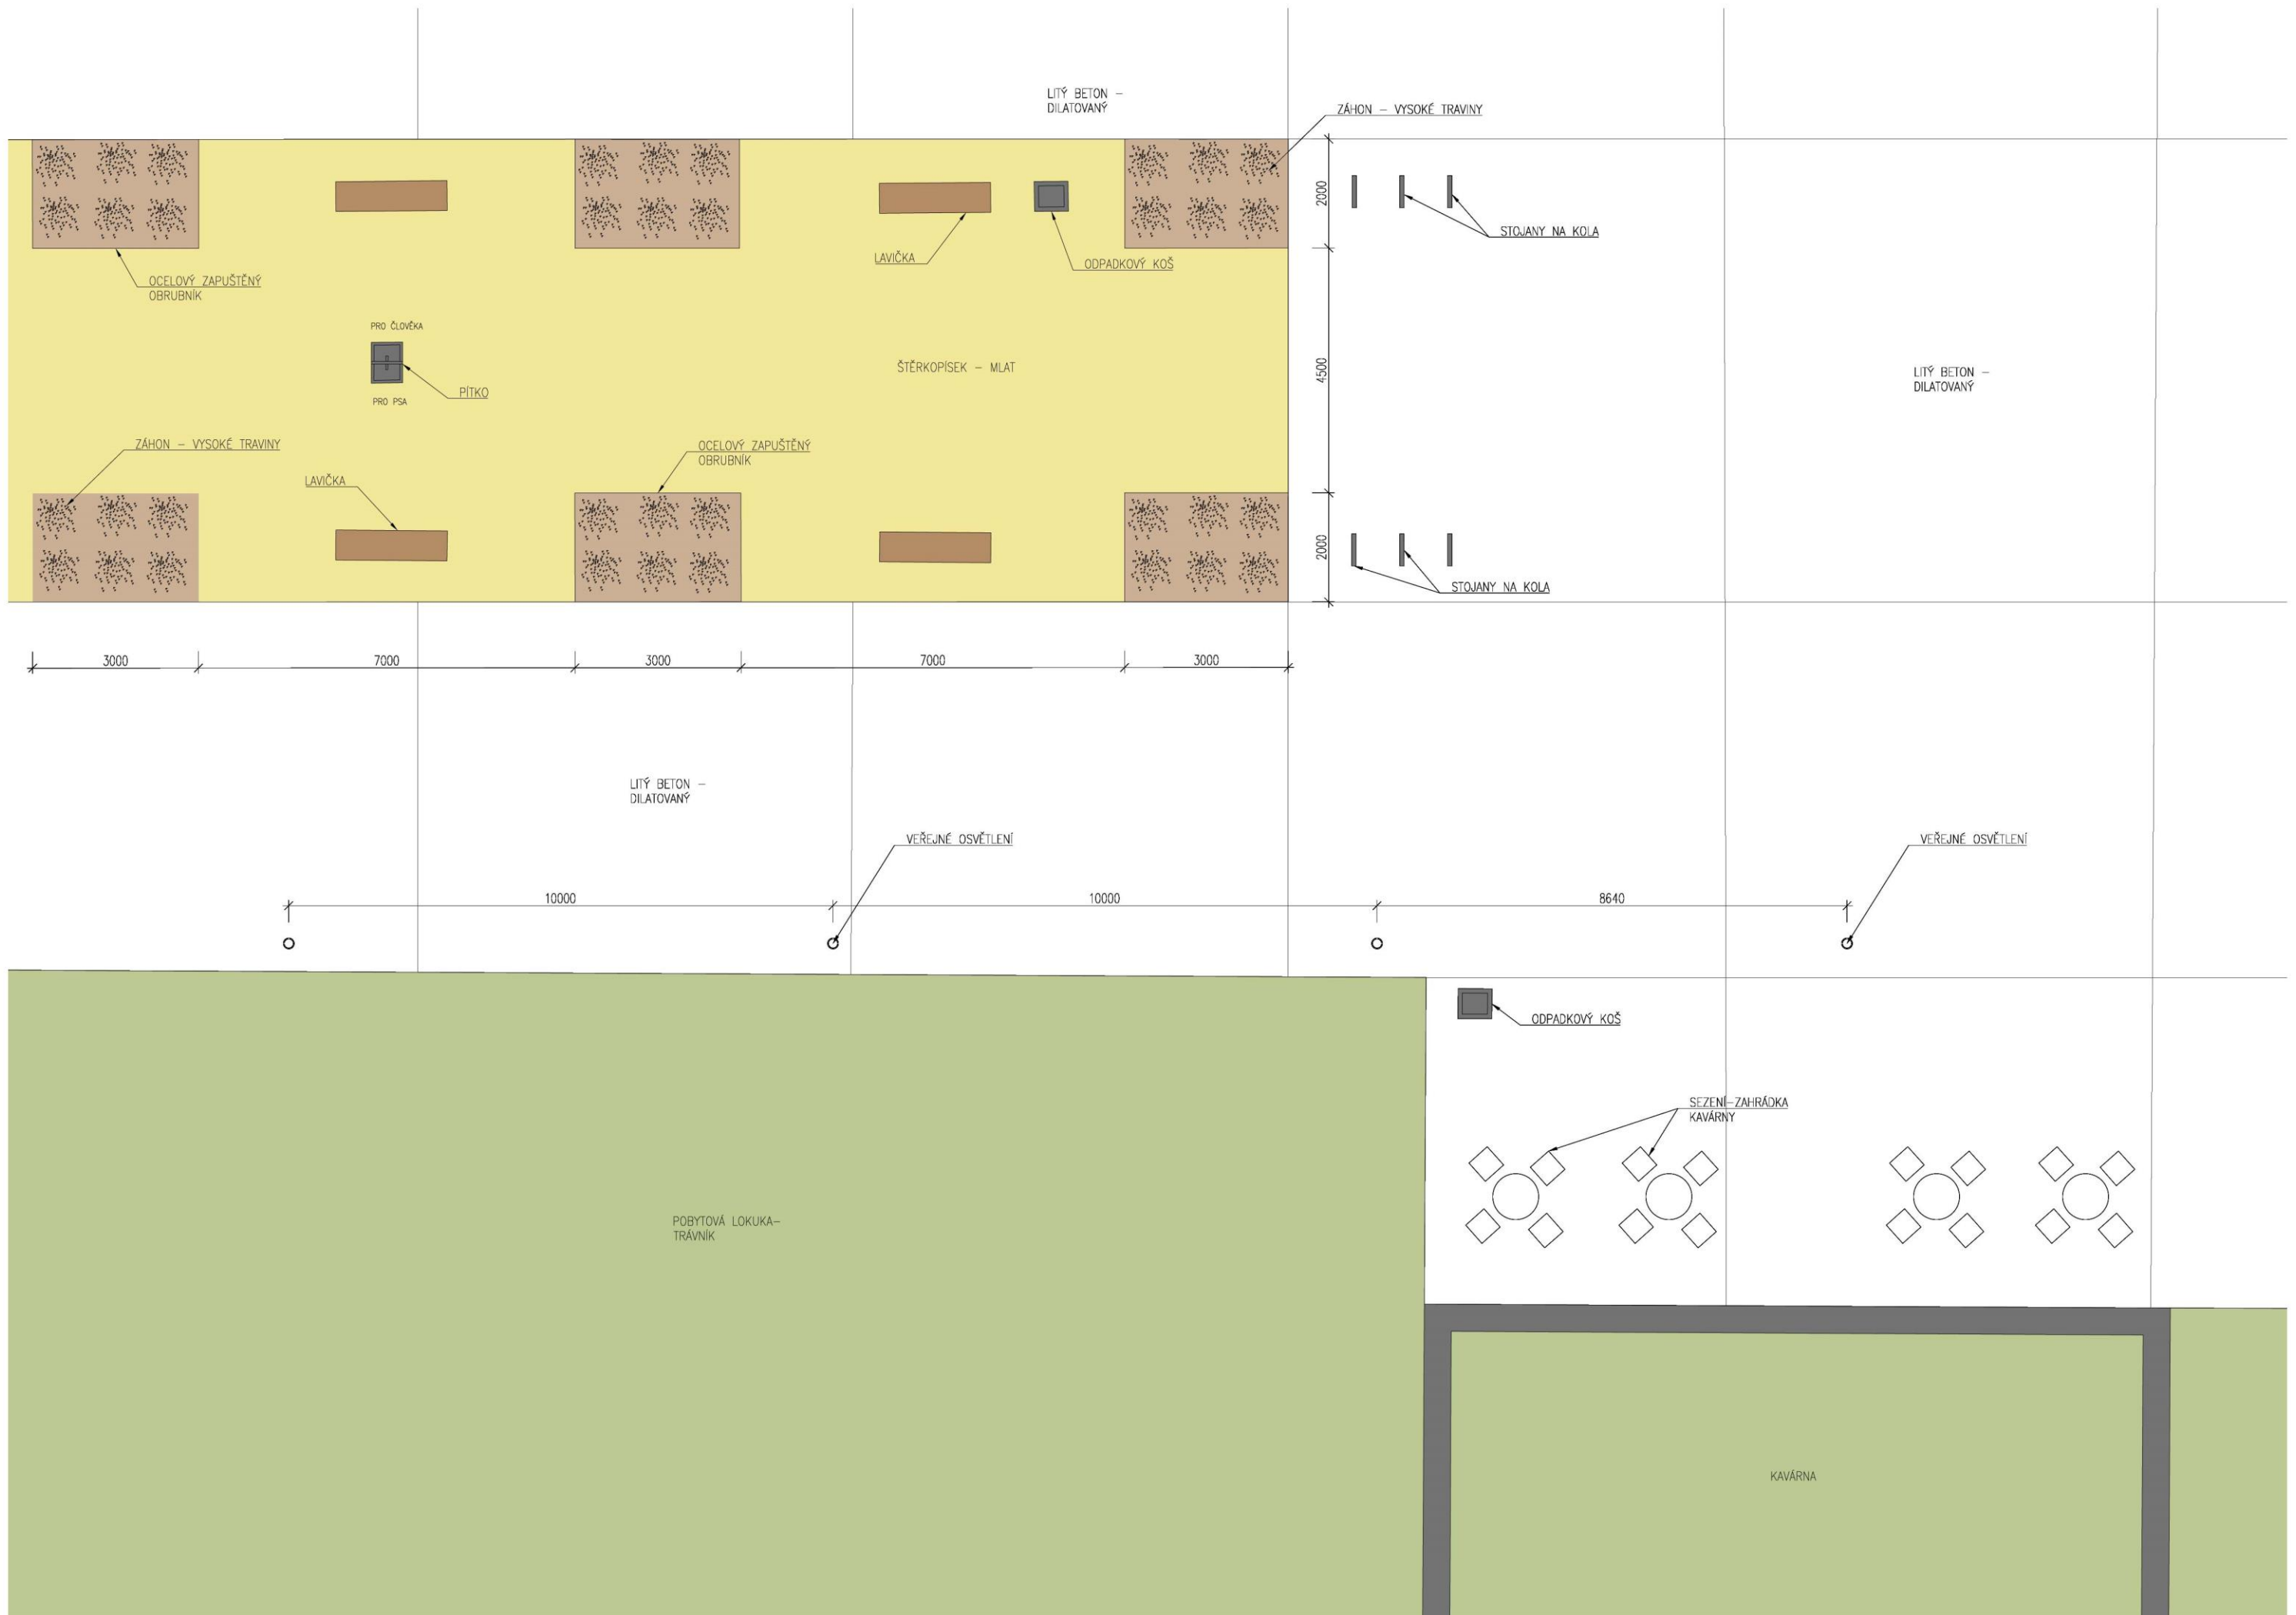 LITÝ BETON –
DILATOVANÝ
ZÁHON – VYSOKÉ TRAVINY
2000
STOJANY NA KOLA
LAVIČKA
ODPADKOVÝ KOŠ
OCELOVÝ ZAPUŠTĚNÝ
OBRUBNÍK
PRO ČLOVĚKA
ŠTĚRKOPÍSEK – MLAT
4500
LITÝ BETON –
DILATOVANÝ
PÍTKO
PRO PSA
ZÁHON – VYSOKÉ TRAVINY
OCELOVÝ ZAPUŠTĚNÝ
OBRUBNÍK
LAVIČKA
2000
STOJANY NA KOLA
3000
7000
3000
7000
3000
LITÝ BETON –
DILATOVANÝ
VEŘEJNÉ OSVĚTLENÍ
VEŘEJNÉ OSVĚTLENÍ
10000
10000
8640
ODPADKOVÝ KOŠ
SEZENÍ–ZAHRÁDKA
KAVÁRNY
POBYTOVÁ LOKUKA–
TRÁVNÍK
KAVÁRNA